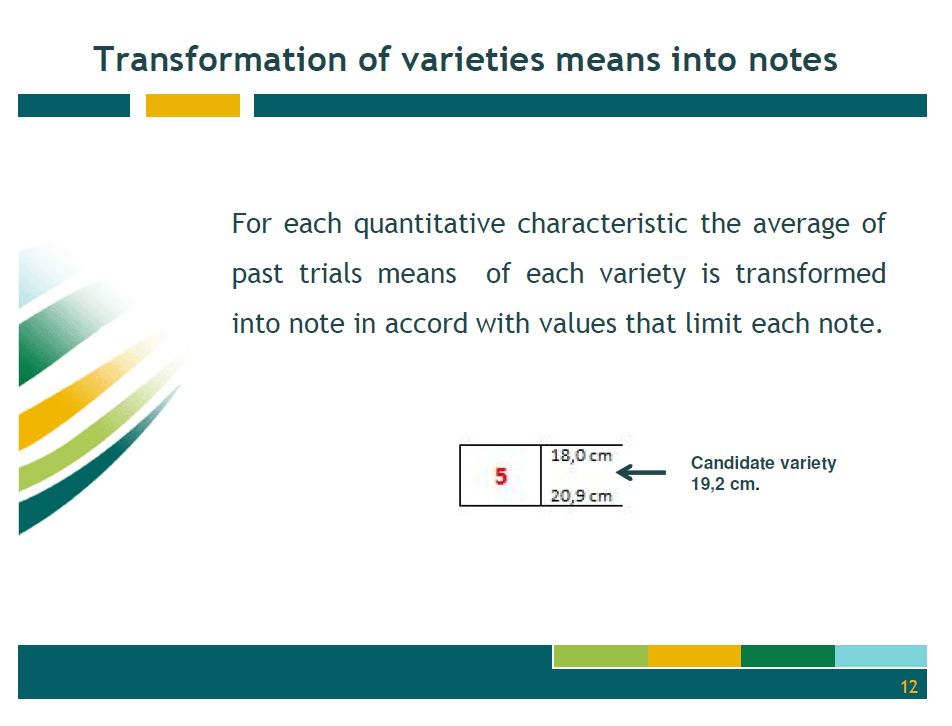 Transformation of varieties means into notes
For each quantitative characteristic the average of
past trials means of each variety is transformed
into note in accord with values that limit each note.
18,0 cm
5
20,9 cm
Candidate variety
19,2 cm.
12